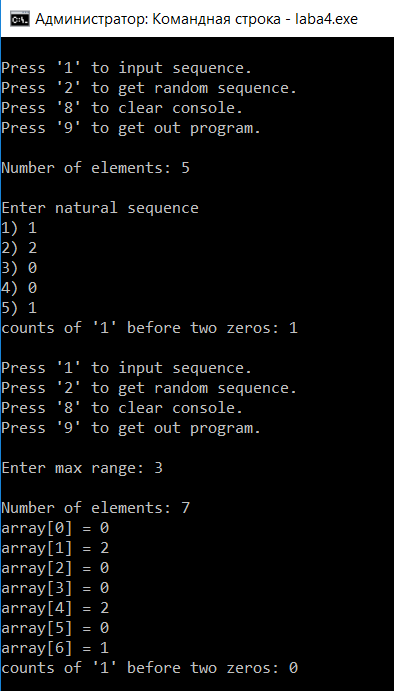 Администратор: Командная строка - laba4.exe
Press '1' to input sequence.
Press '2' to get random sequence.
Press '8' to clear console.
Press '9' to get out program.
Number of elements: 5
Enter natural sequence
1) 1
2) 2
3) 0
4) 0
5) 1
counts of '1' before two zeros: 1
Press '1' to input sequence.
Press '2' to get random sequence.
Press '8' to clear console.
Press '9' to get out program.
Enter max range: 3
Number of elements: 7
array[0] = 0
array[1] = 2
array[2] = 0
array[3] = 0
array[4] = 2
array[5] = 0
array[6] = 1
counts of '1' before two zeros: 0